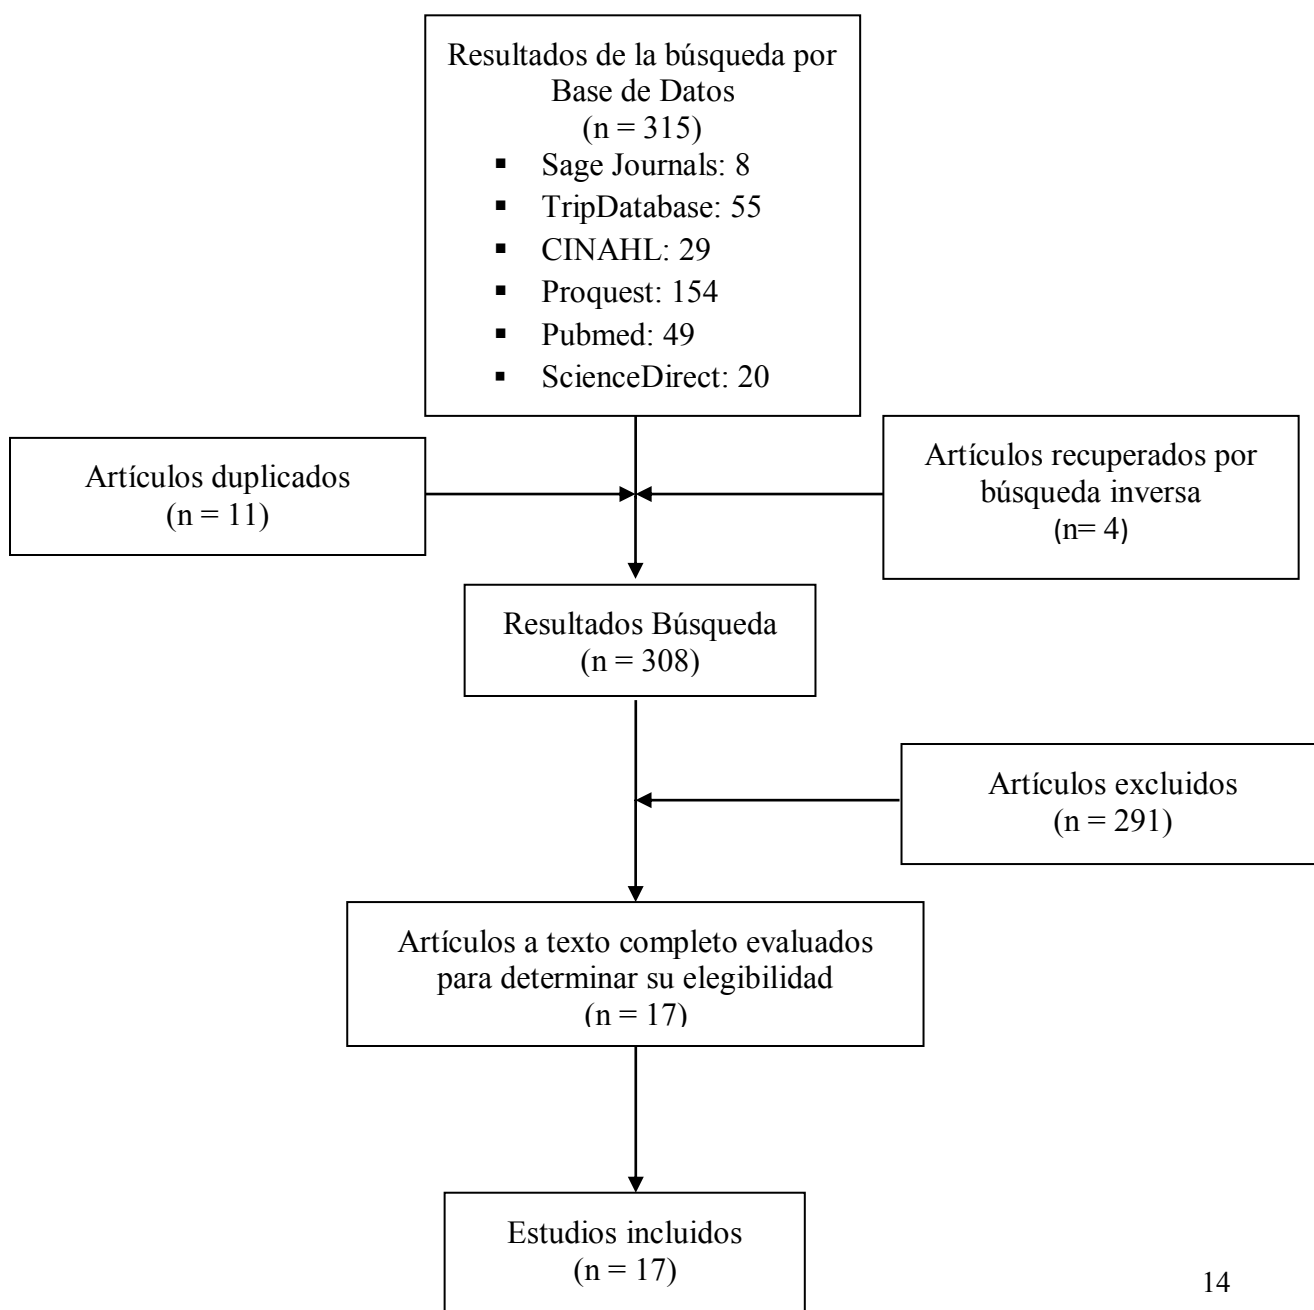 Resultados de la búsqueda por
Base de Datos
(n = 315)
▪ Sage Journals: 8
▪ TripDatabase: 55
▪ CINAHL: 29
▪ Proquest: 154
▪ Pubmed: 49
▪ ScienceDirect: 20
Artículos duplicados
(n = 11)
Artículos recuperados por
búsqueda inversa
(n= 4)
Resultados Búsqueda
(n = 308)
Artículos excluidos
(n = 291)
Artículos a texto completo evaluados
para determinar su elegibilidad
(n = 17)
Estudios incluidos
(n = 17)
14